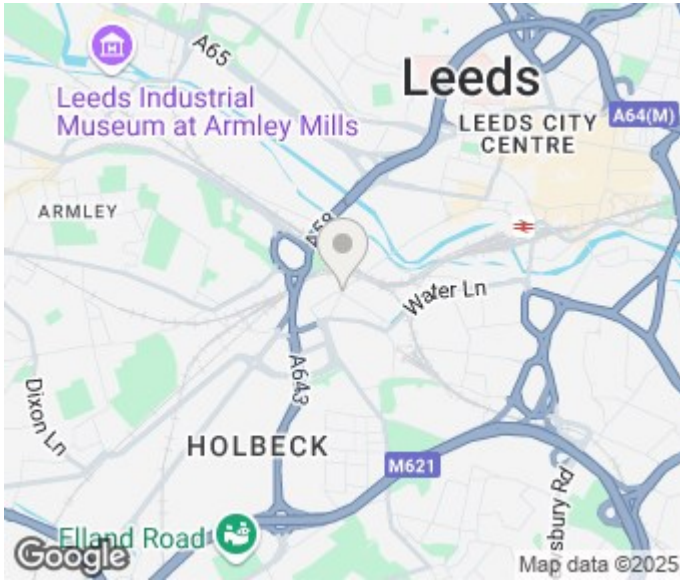 A65
Leeds
Leeds Industrial
Museum at Armley Mills
LEEDS CITY
CENTRE
A64(M)
ARMLEY
A58
Water Ln
A643
Dixon Ln
HOLBECK
M621
Elland Road
Google
Map data ©2025